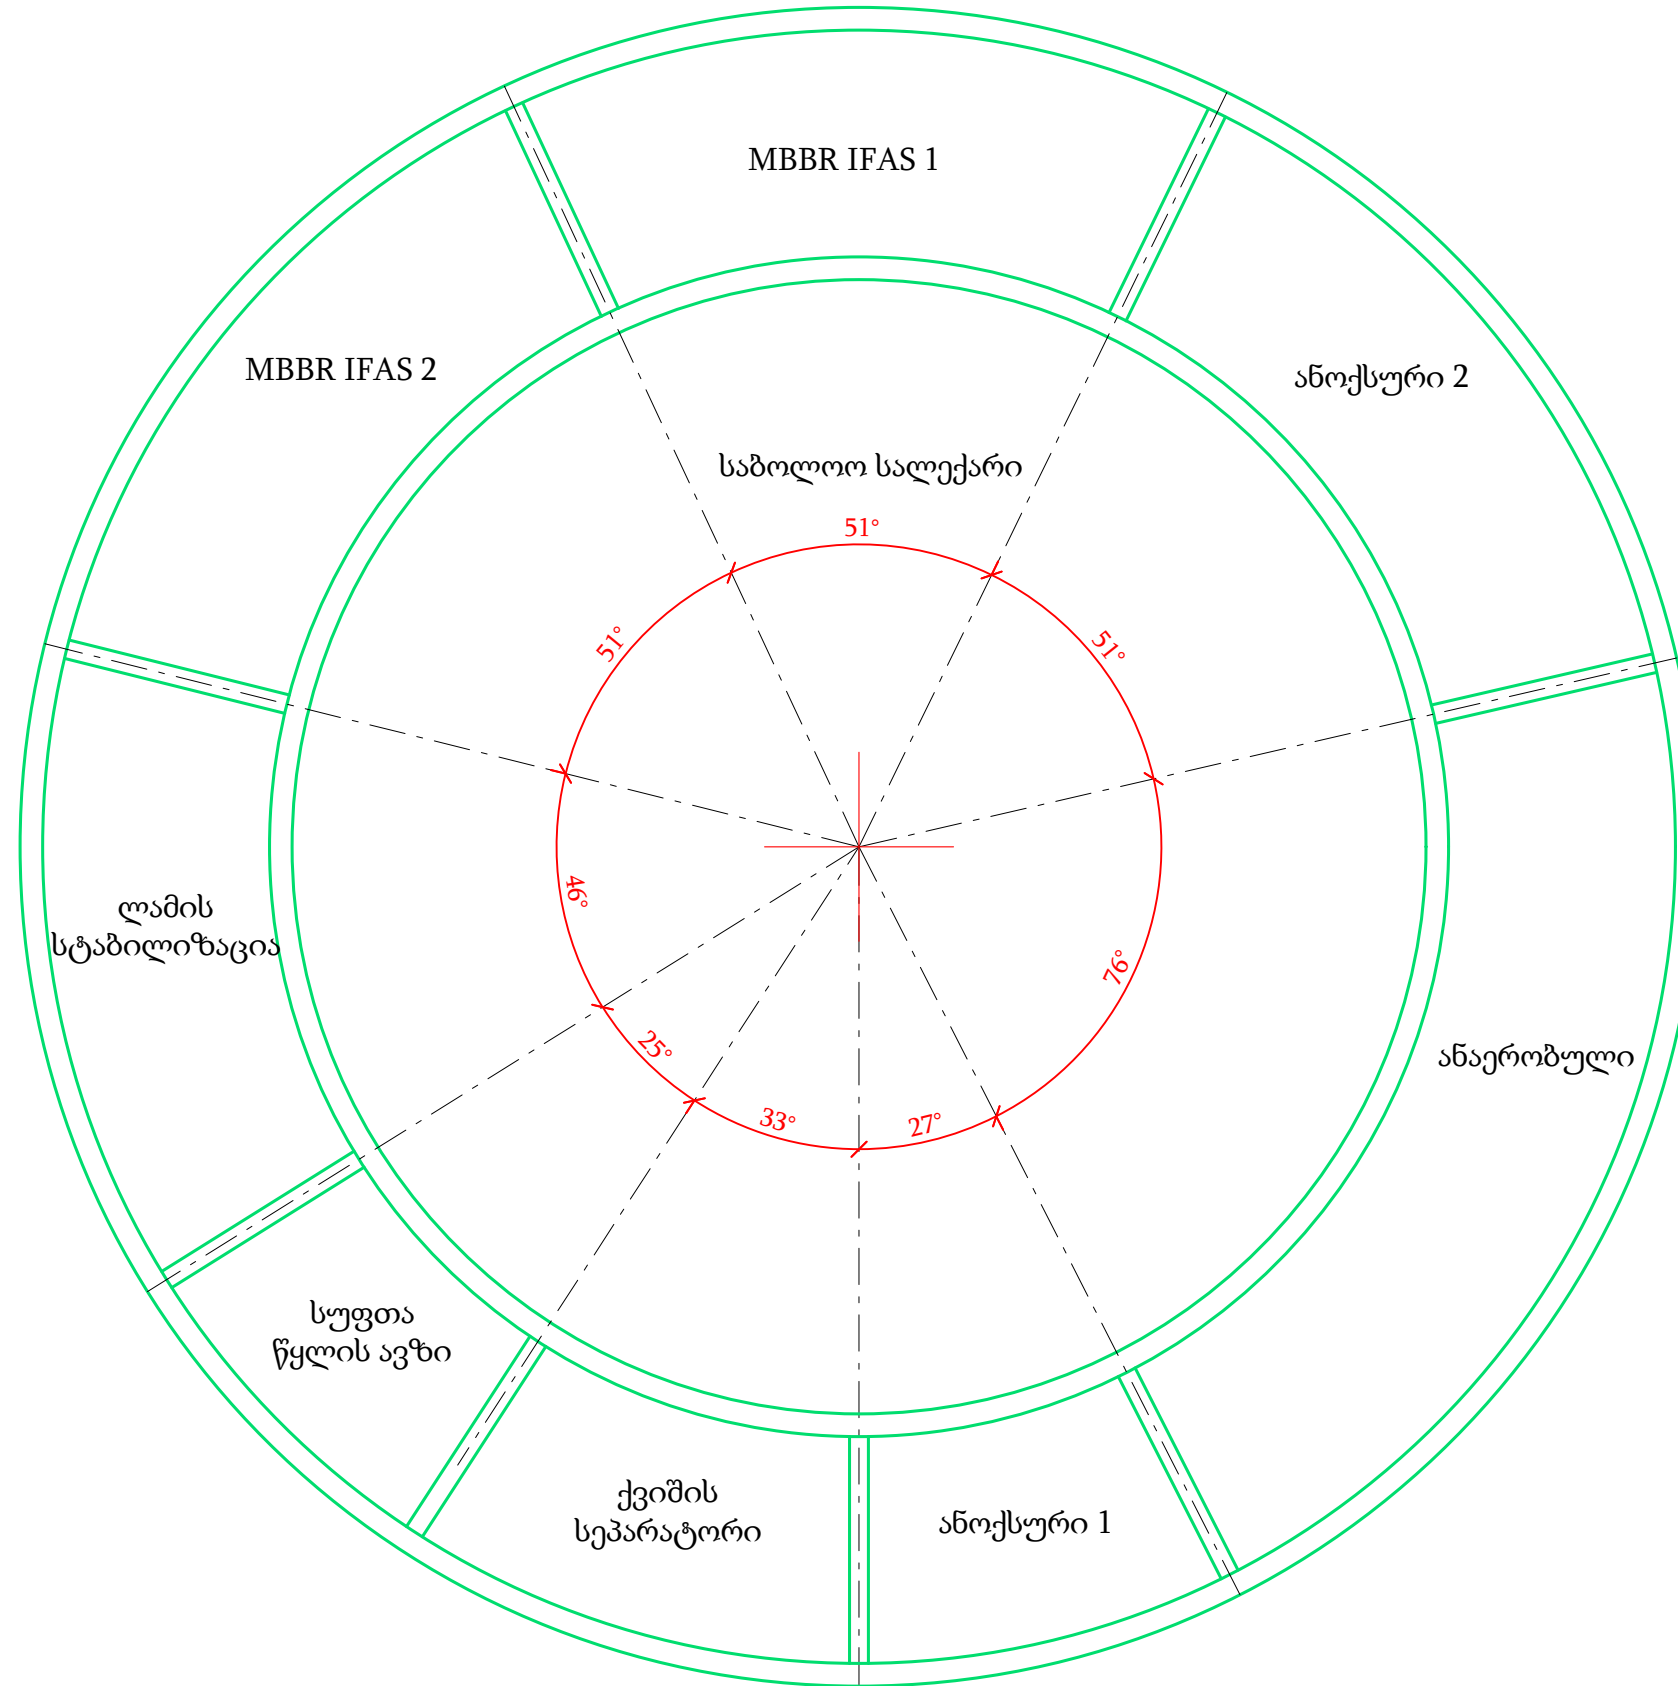 MBBR IFAS 1
MBBR IFAS 2
ანოქსური 2
საბოლოო სალექარი
51°
51°
51°
46°
ლამის
სტაბილიზაცია
76°
25°
ანაერობული
33°
27°
სუფთა
წყლის ავზი
ქვიშის
სეპარატორი
ანოქსური 1